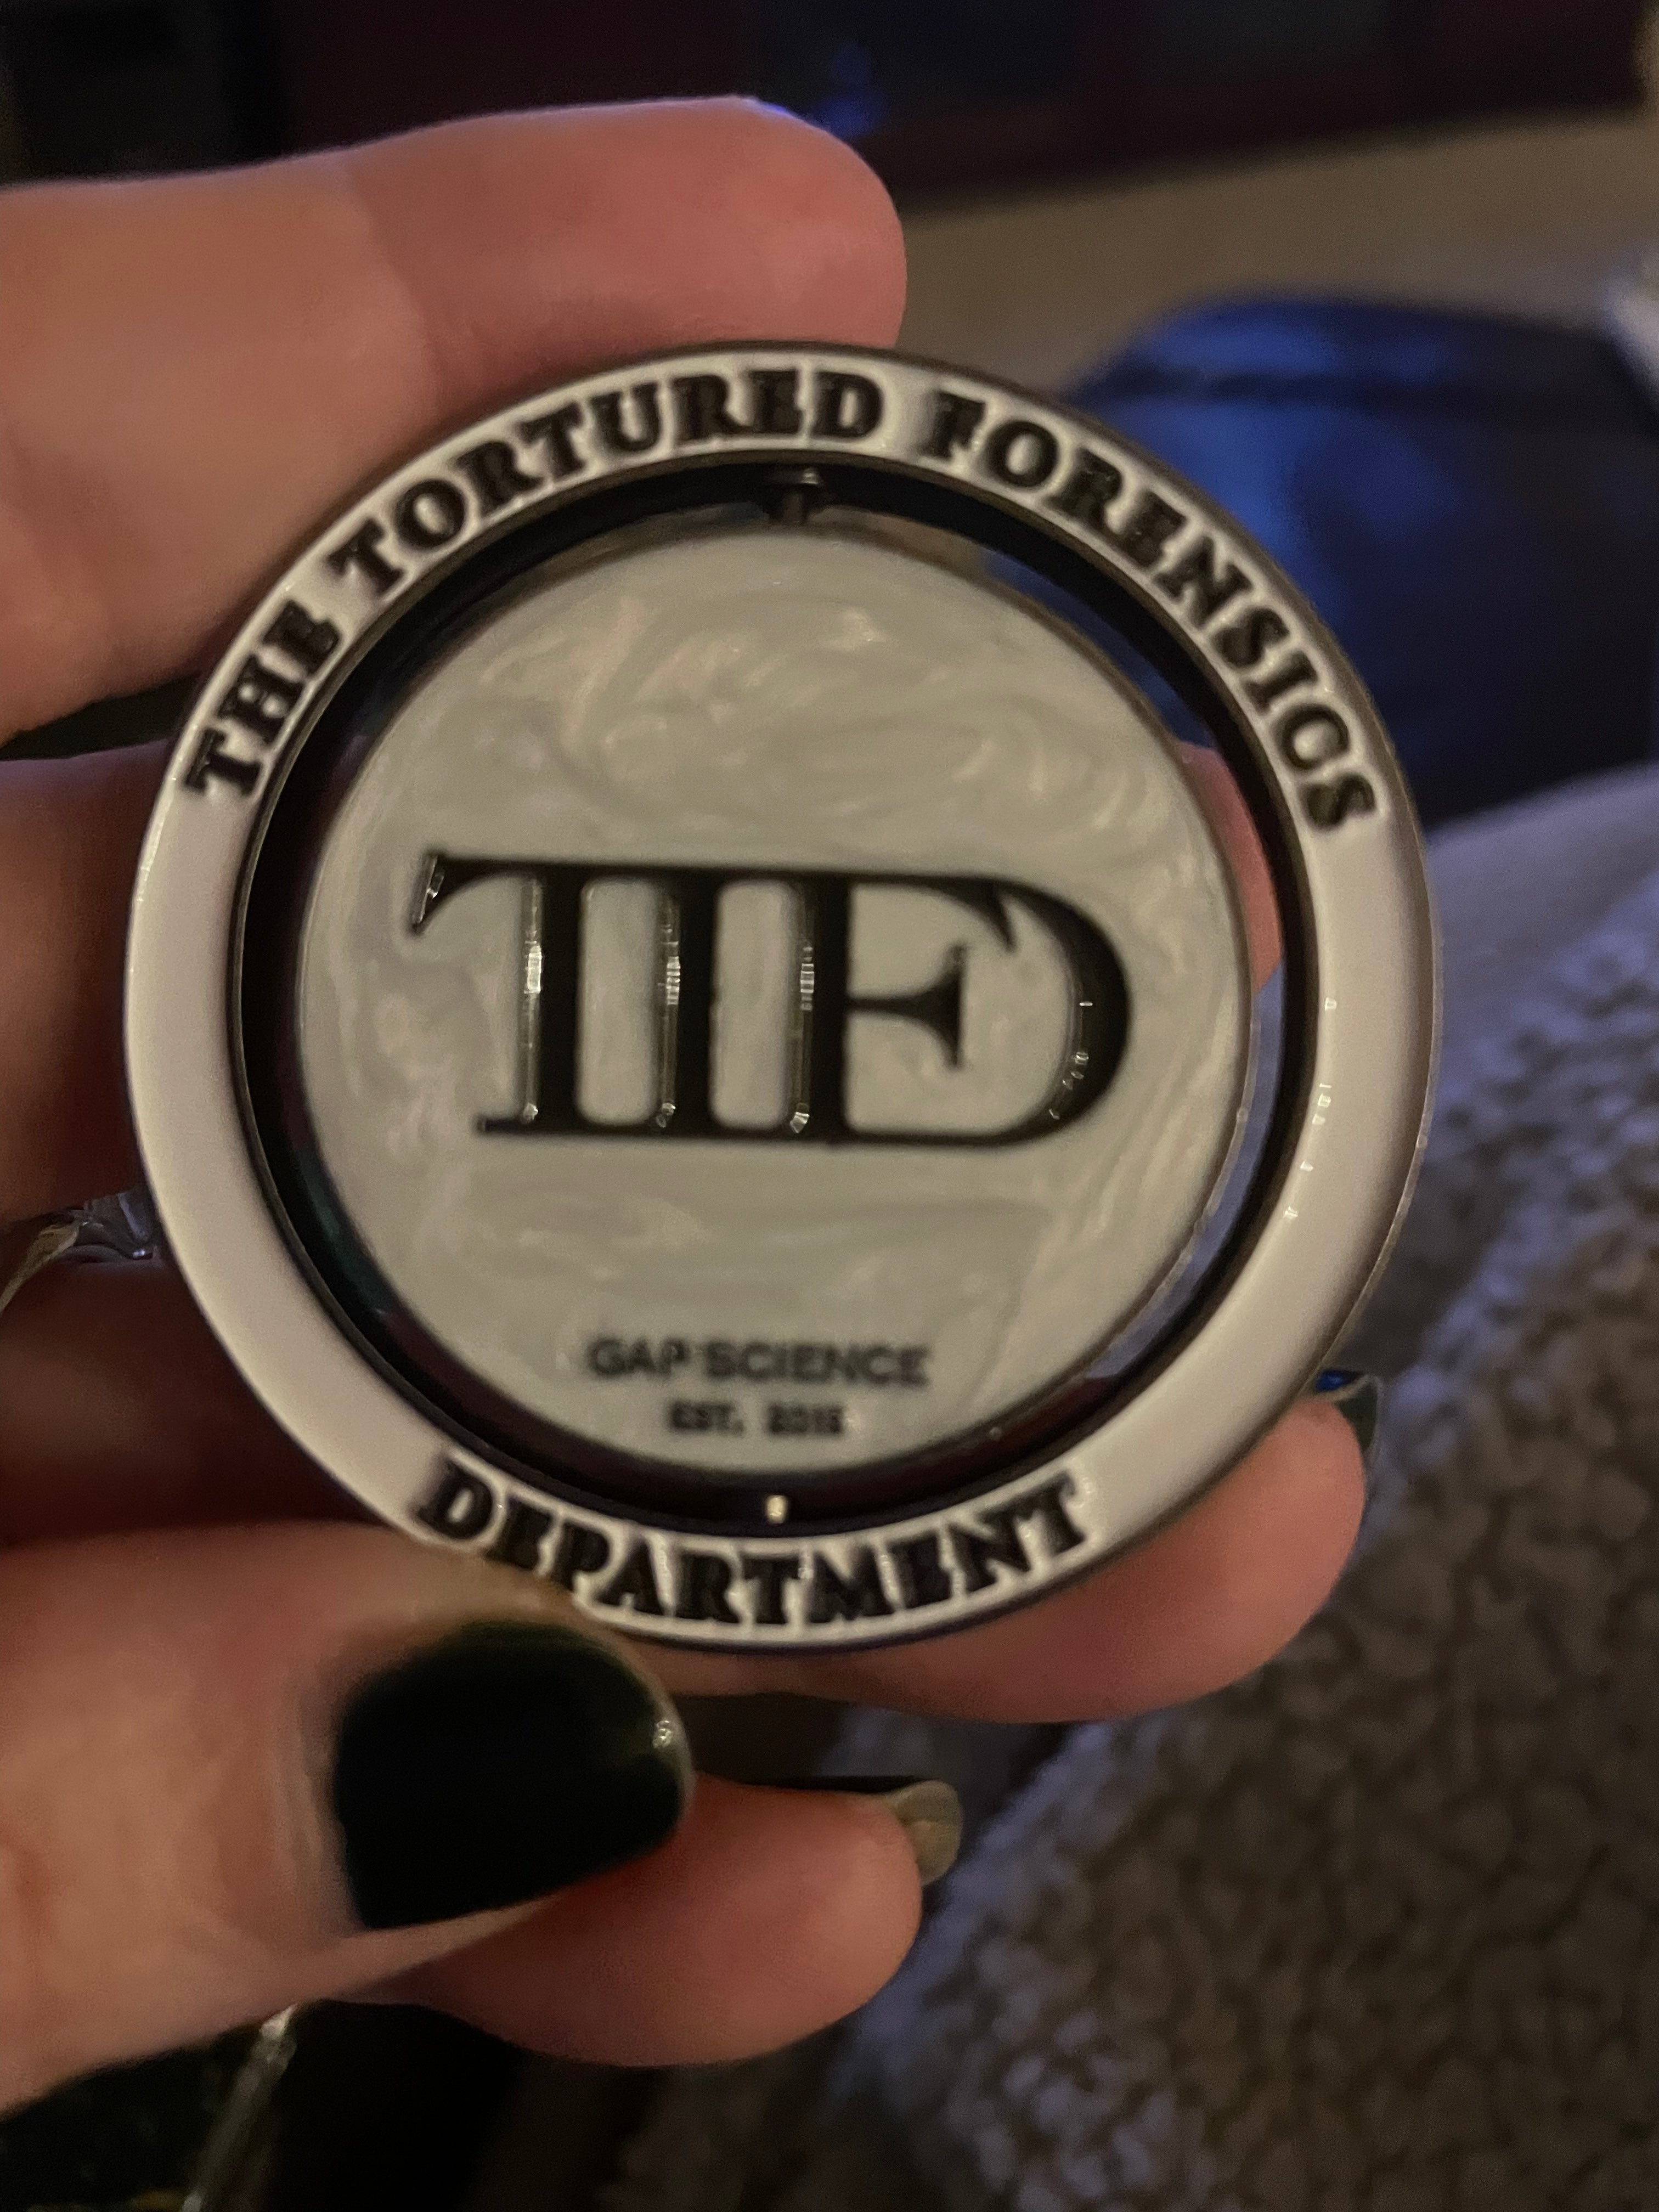 THE TORTURED FORENSICS
TTFD
GAP SCIENCE
DEPARTMENT